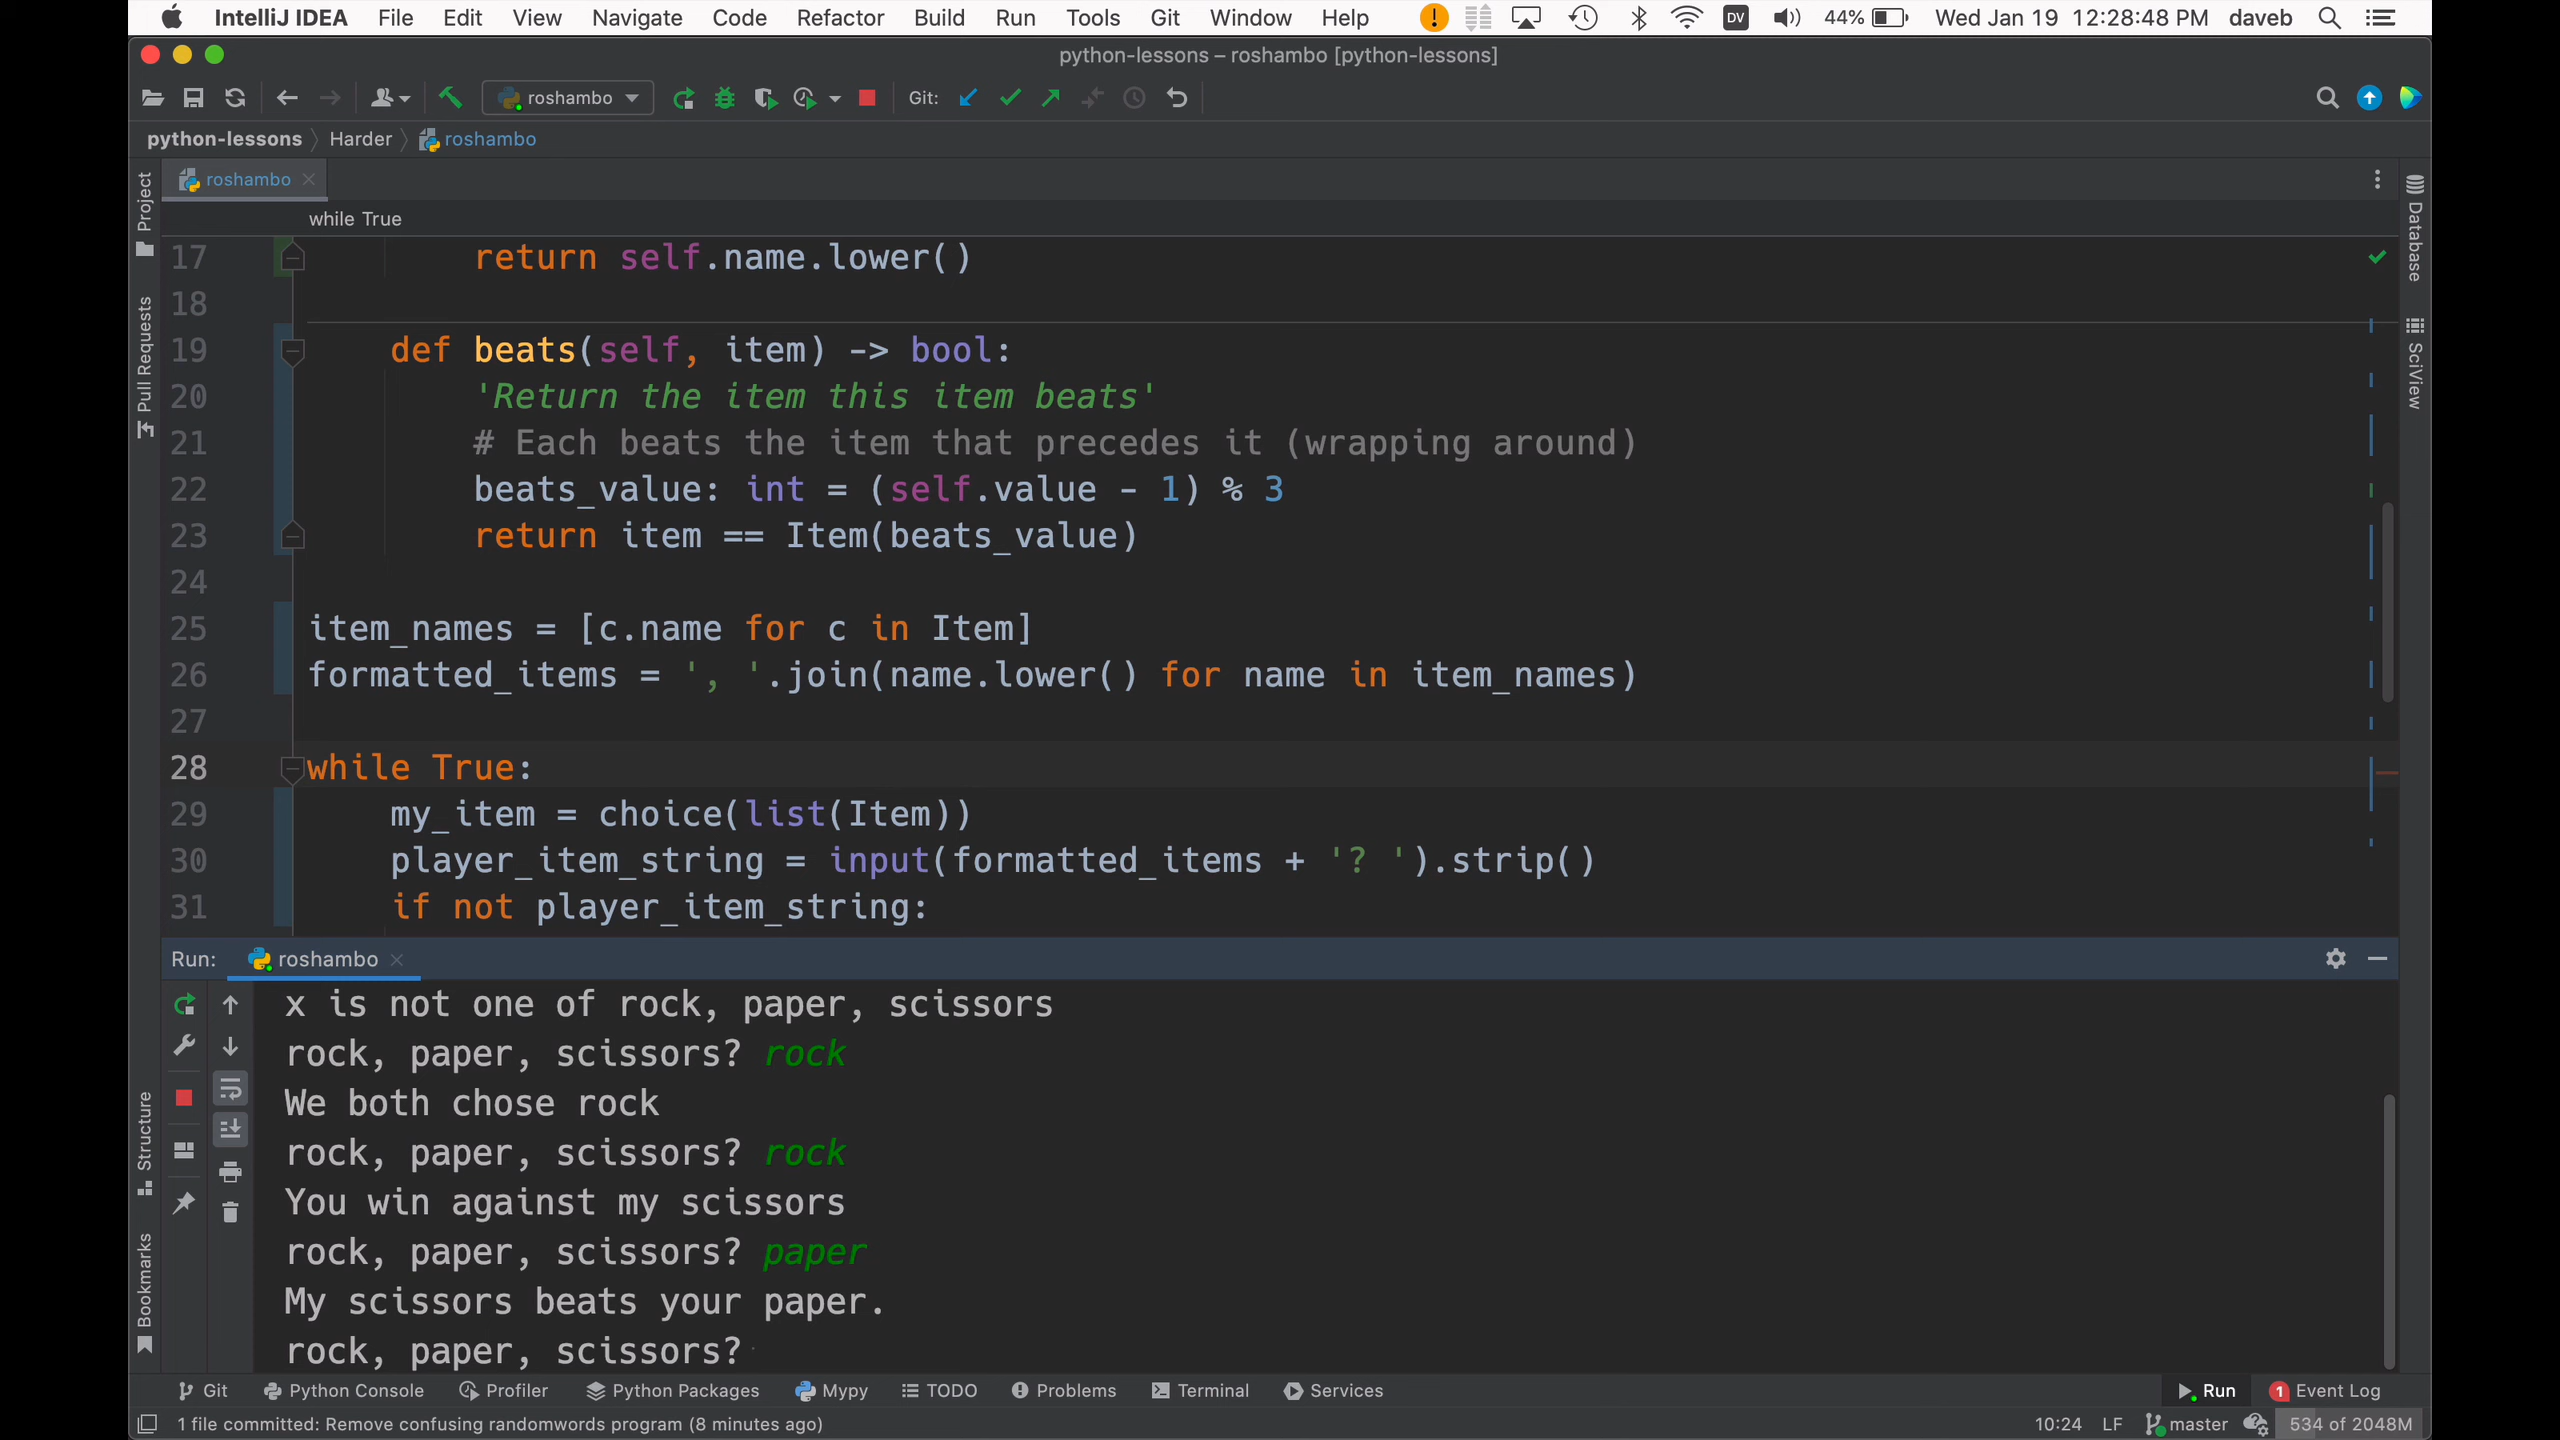 IntelliJ IDEA File Edit View Navigate Code Refactor Build Run Tools Git Window Help DV 44% Wed Jan 19 12:28:48 PM daveb
python-lessons – roshambo [python-lessons]
roshambo Git:
python-lessons Harder roshambo
roshambo
while True
Project
Pull Requests
Structure
Bookmarks
Database
SciView
17 return self.name.lower()
18
19 def beats(self, item) -> bool:
20 'Return the item this item beats'
21 # Each beats the item that precedes it (wrapping around)
22 beats_value: int = (self.value - 1) % 3
23 return item == Item(beats_value)
24
25 item_names = [c.name for c in Item]
26 formatted_items = ', '.join(name.lower() for name in item_names)
27
28 while True:
29 my_item = choice(list(Item))
30 player_item_string = input(formatted_items + '? ').strip()
31 if not player_item_string:
Run: roshambo
x is not one of rock, paper, scissors
rock, paper, scissors? rock
We both chose rock
rock, paper, scissors? rock
You win against my scissors
rock, paper, scissors? paper
My scissors beats your paper.
rock, paper, scissors?
Git Python Console Profiler Python Packages Mypy TODO Problems Terminal Services Run 1 Event Log
1 file committed: Remove confusing randomwords program (8 minutes ago) 10:24 LF master 534 of 2048M